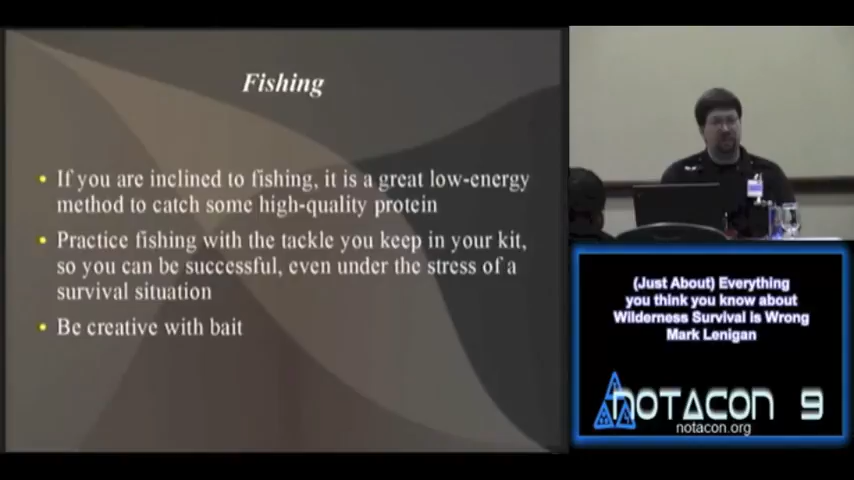 Fishing
If you are inclined to fishing, it is a great low-energy
method to catch some high-quality protein
Practice fishing with the tackle you keep in your kit,
so you can be successful, even under the stress of a
survival situation
Be creative with bait
(Just About) Everything
you think you know about
Wilderness Survival is Wrong
Mark Lenigan
NOTACON 9
notacon.org